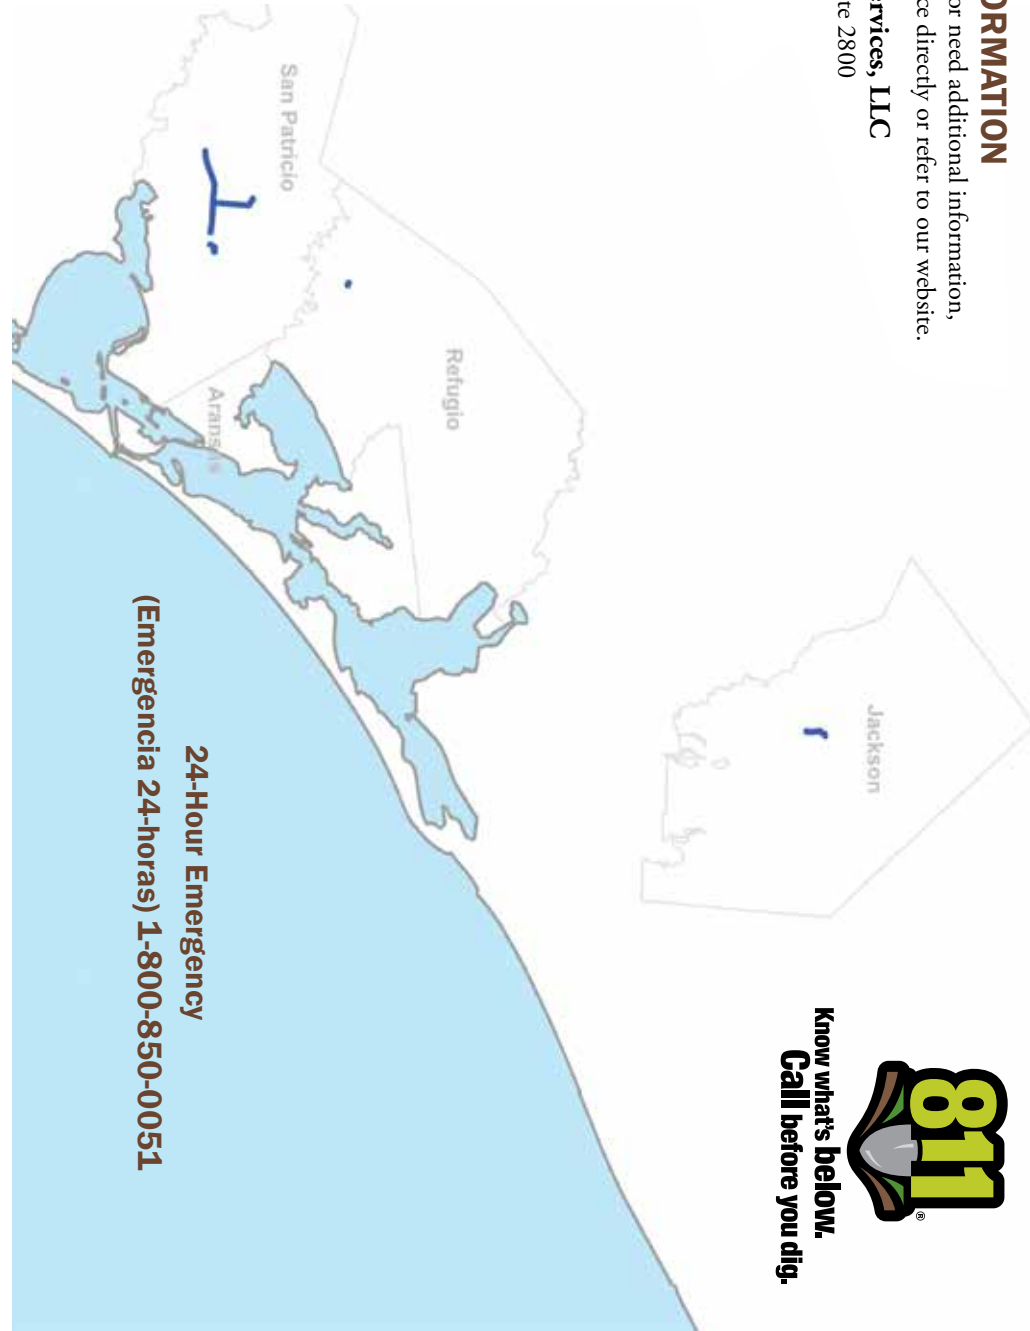 ORMATION
or need additional information,
ce directly or refer to our website.
ervices, LLC
te 2800
811®
Know what's below.
Call before you dig.
Jackson
Refugio
San Patricio
Aransas
24-Hour Emergency
(Emergencia 24-horas) 1-800-850-0051